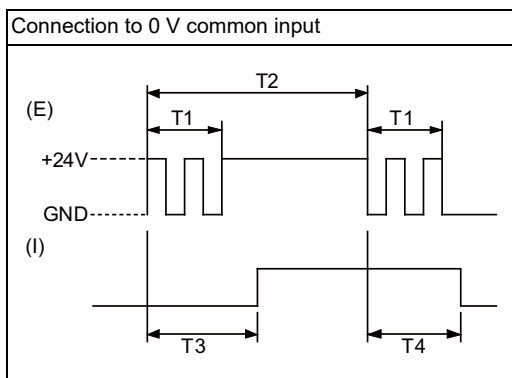 Connection to 0 V common input
T2
(E)
T1
T1
+24V
GND
(I)
T3
T4